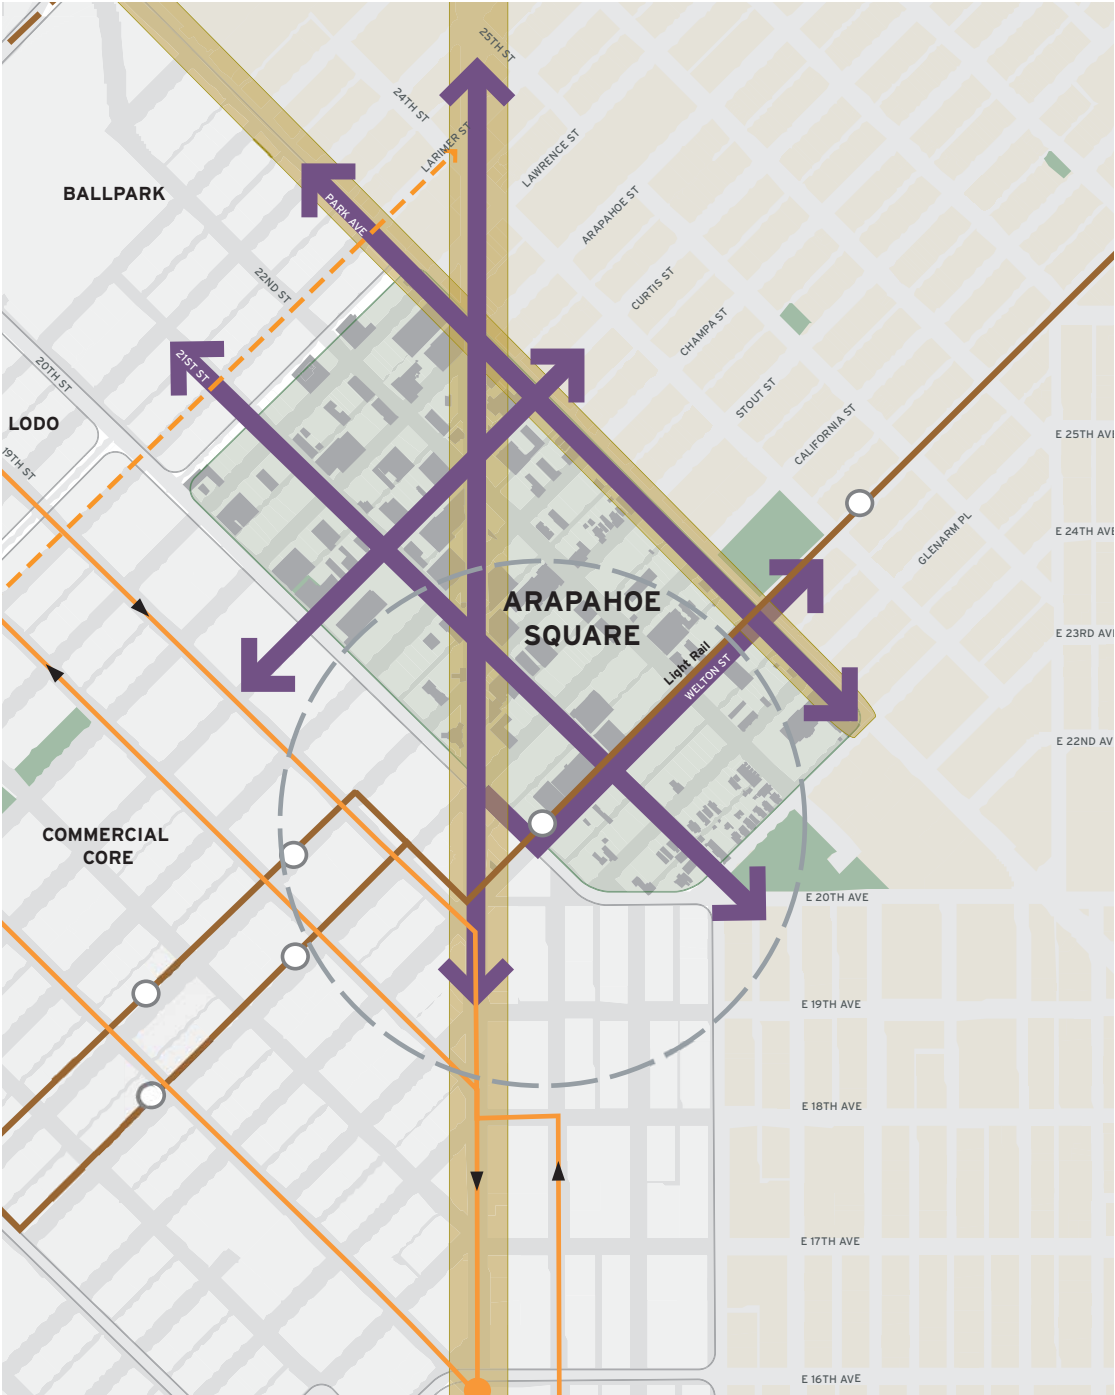 25TH ST
24TH ST
LARIMER ST
LAWRENCE ST
BALLPARK
PARK AVE
ARAPAHOE ST
22ND ST
CURTIS ST
CHAMPA ST
20TH ST
21ST ST
STOUT ST
LODO
CALIFORNIA ST
E 25TH AVE
19TH ST
GLENARM PL
E 24TH AVE
ARAPAHOE
SQUARE
E 23RD AVE
Light Rail
WELTON ST
E 22ND AV
COMMERCIAL
CORE
E 20TH AVE
E 19TH AVE
E 18TH AVE
E 17TH AVE
E 16TH AVE